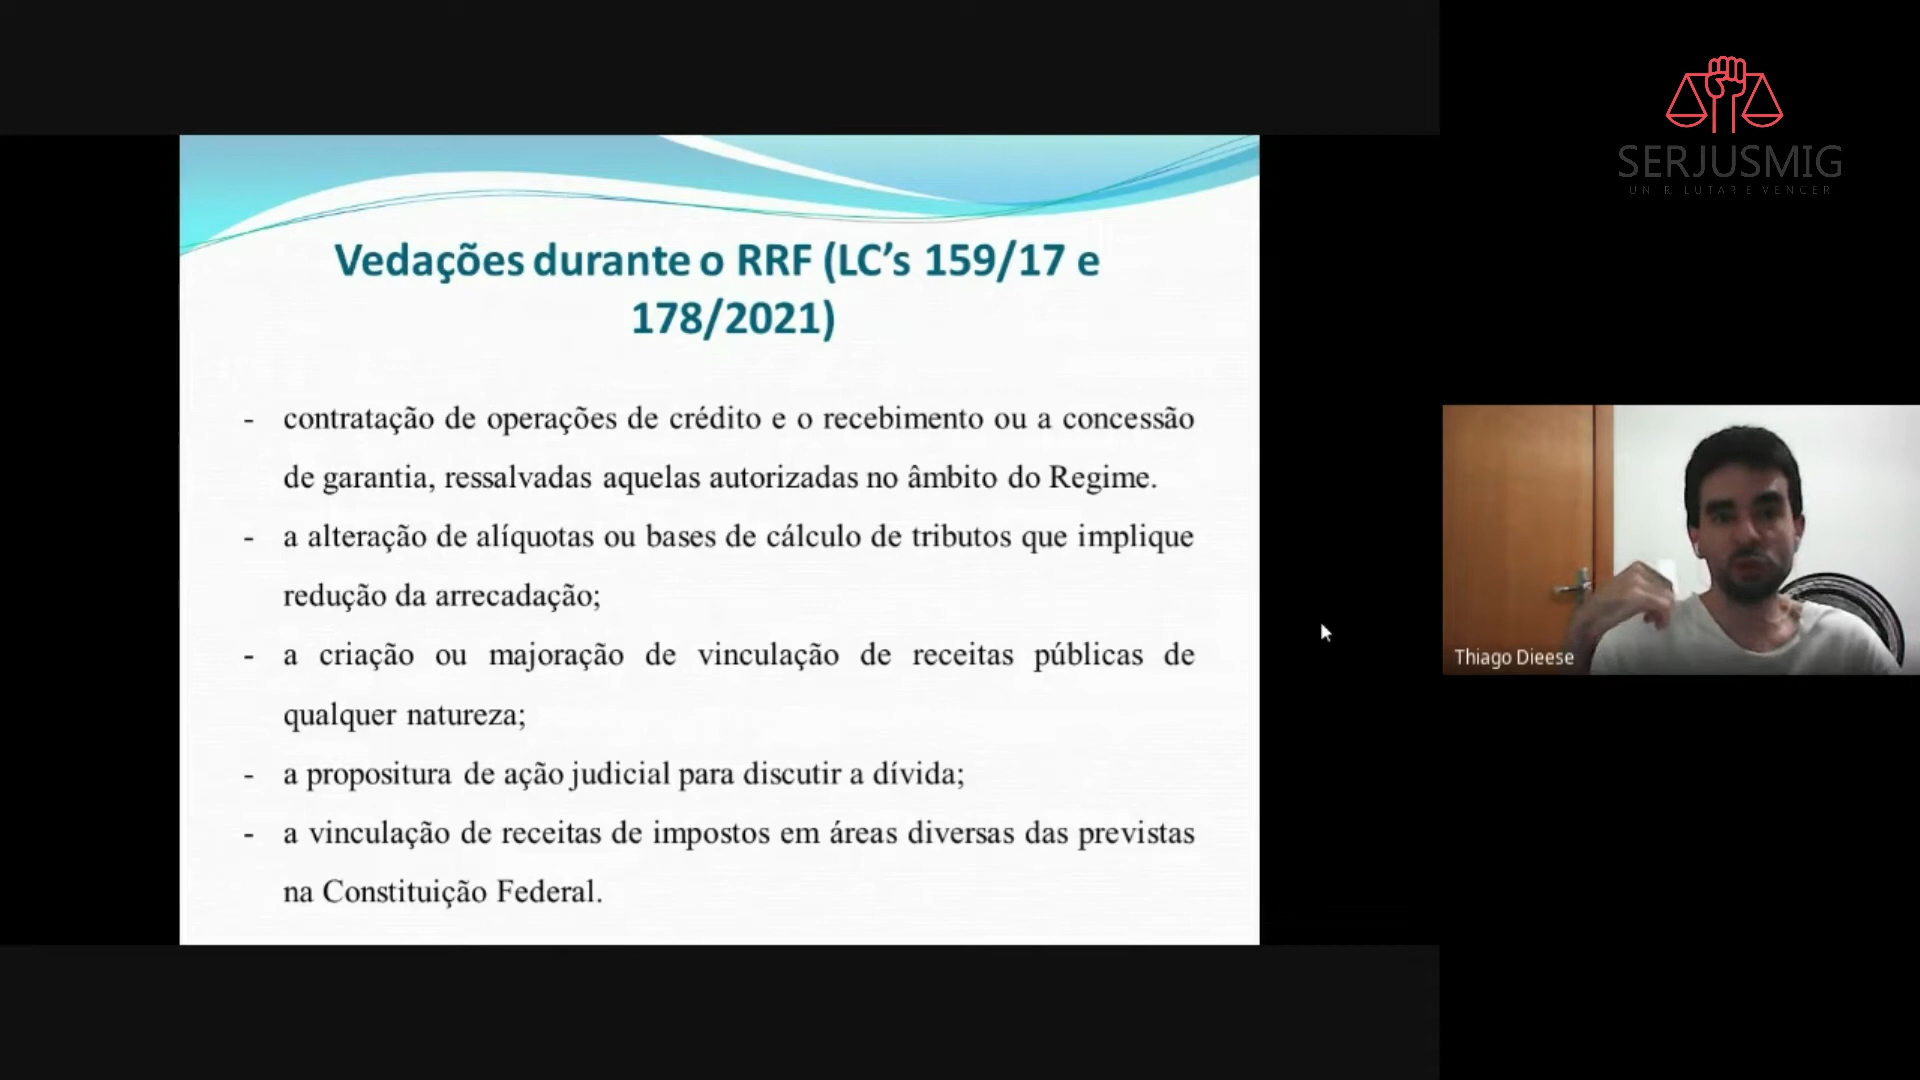 SERJUSMIG
UNIR, LUTAR E VENCER
Vedações durante o RRF (LC’s 159/17 e
178/2021)
- contratação de operações de crédito e o recebimento ou a concessão
de garantia, ressalvadas aquelas autorizadas no âmbito do Regime.
- a alteração de alíquotas ou bases de cálculo de tributos que implique
redução da arrecadação;
- a criação ou majoração de vinculação de receitas públicas de
qualquer natureza;
- a propositura de ação judicial para discutir a dívida;
- a vinculação de receitas de impostos em áreas diversas das previstas
na Constituição Federal.
Thiago Dieese